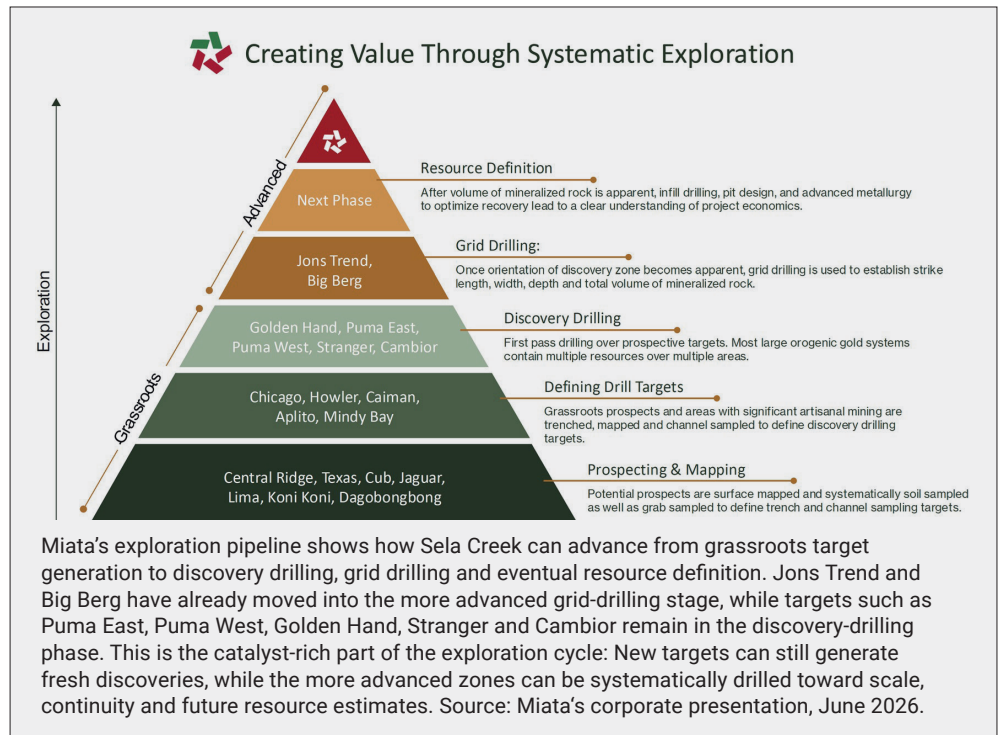 Creating Value Through Systematic Exploration
Exploration
Advanced
Grassroots
Next Phase
Resource Definition
After volume of mineralized rock is apparent, infill drilling, pit design, and advanced metallurgy
to optimize recovery lead to a clear understanding of project economics.
Jons Trend,
Big Berg
Grid Drilling:
Once orientation of discovery zone becomes apparent, grid drilling is used to establish strike
length, width, depth and total volume of mineralized rock.
Golden Hand, Puma East,
Puma West, Stranger, Cambior
Discovery Drilling
First pass drilling over prospective targets. Most large orogenic gold systems
contain multiple resources over multiple areas.
Chicago, Howler, Caiman,
Aplito, Mindy Bay
Defining Drill Targets
Grassroots prospects and areas with significant artisanal mining are
trenched, mapped and channel sampled to define discovery drilling
targets.
Central Ridge, Texas, Cub, Jaguar,
Lima, Koni Koni, Dagobongbong
Prospecting & Mapping
Potential prospects are surface mapped and systematically soil sampled
as well as grab sampled to define trench and channel sampling targets.
Miata's exploration pipeline shows how Sela Creek can advance from grassroots target
generation to discovery drilling, grid drilling and eventual resource definition. Jons Trend and
Big Berg have already moved into the more advanced grid-drilling stage, while targets such as
Puma East, Puma West, Golden Hand, Stranger and Cambior remain in the discovery-drilling
phase. This is the catalyst-rich part of the exploration cycle: New targets can still generate
fresh discoveries, while the more advanced zones can be systematically drilled toward scale,
continuity and future resource estimates. Source: Miata‘s corporate presentation, June 2026.